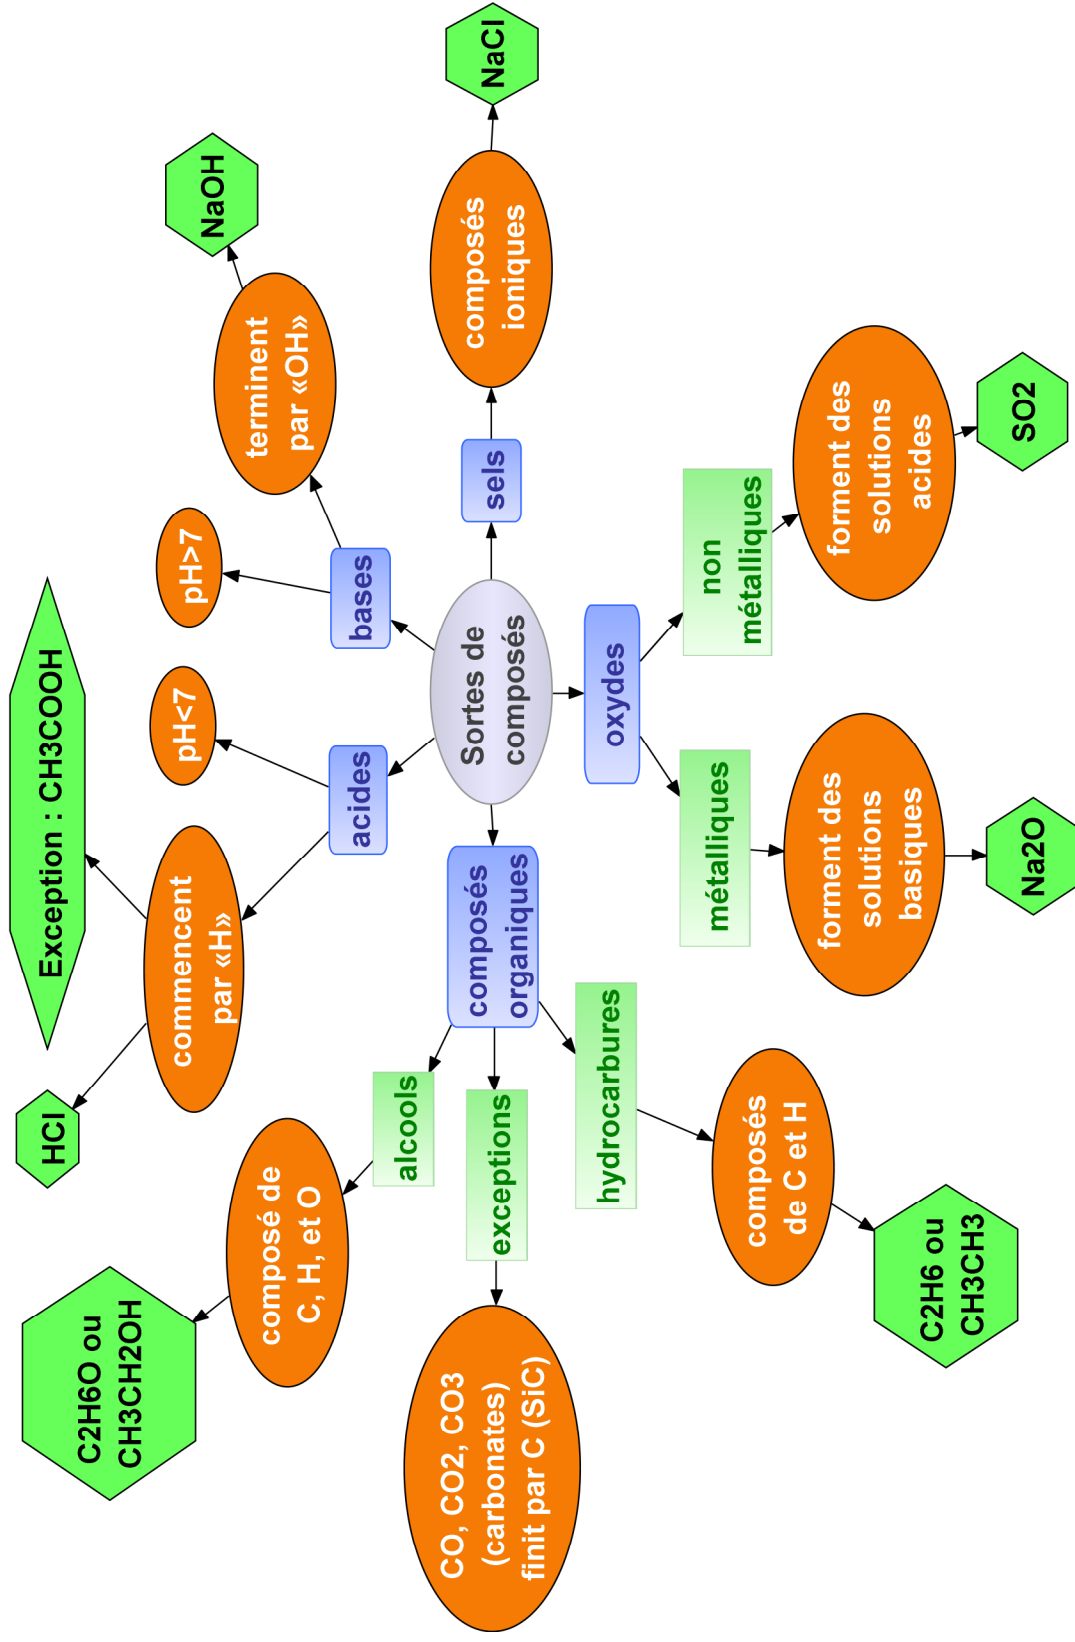 Sortes de
composés
acides
pH<7
commencent
par «H»
HCl
Exception : CH3COOH
bases
pH>7
terminent
par «OH»
NaOH
sels
composés
ioniques
NaCl
oxydes
métalliques
forment des
solutions
basiques
Na2O
non
métalliques
forment des
solutions
acides
SO2
composés
organiques
alcools
composé de
C, H, et O
C2H6O ou
CH3CH2OH
exceptions
CO, CO2, CO3
(carbonates)
finit par C (SiC)
hydrocarbures
composés
de C et H
C2H6 ou
CH3CH3